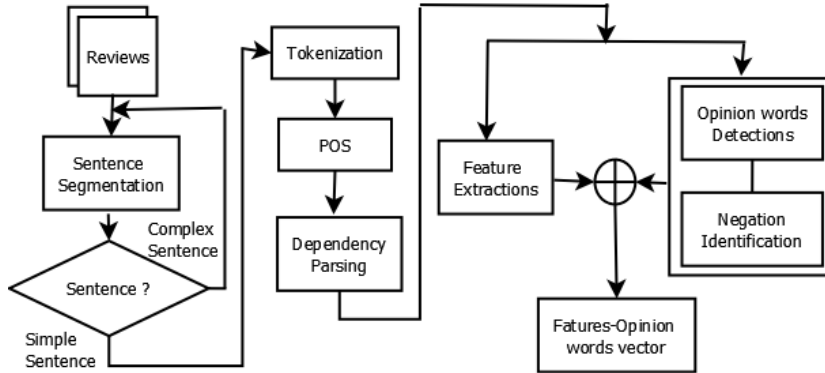 Reviews
Sentence
Segmentation
Complex
Sentence
Sentence ?
Simple
Sentence
Tokenization
POS
Dependency
Parsing
Feature
Extractions
Opinion words
Detections
Negation
Identification
Fatures-Opinion
words vector